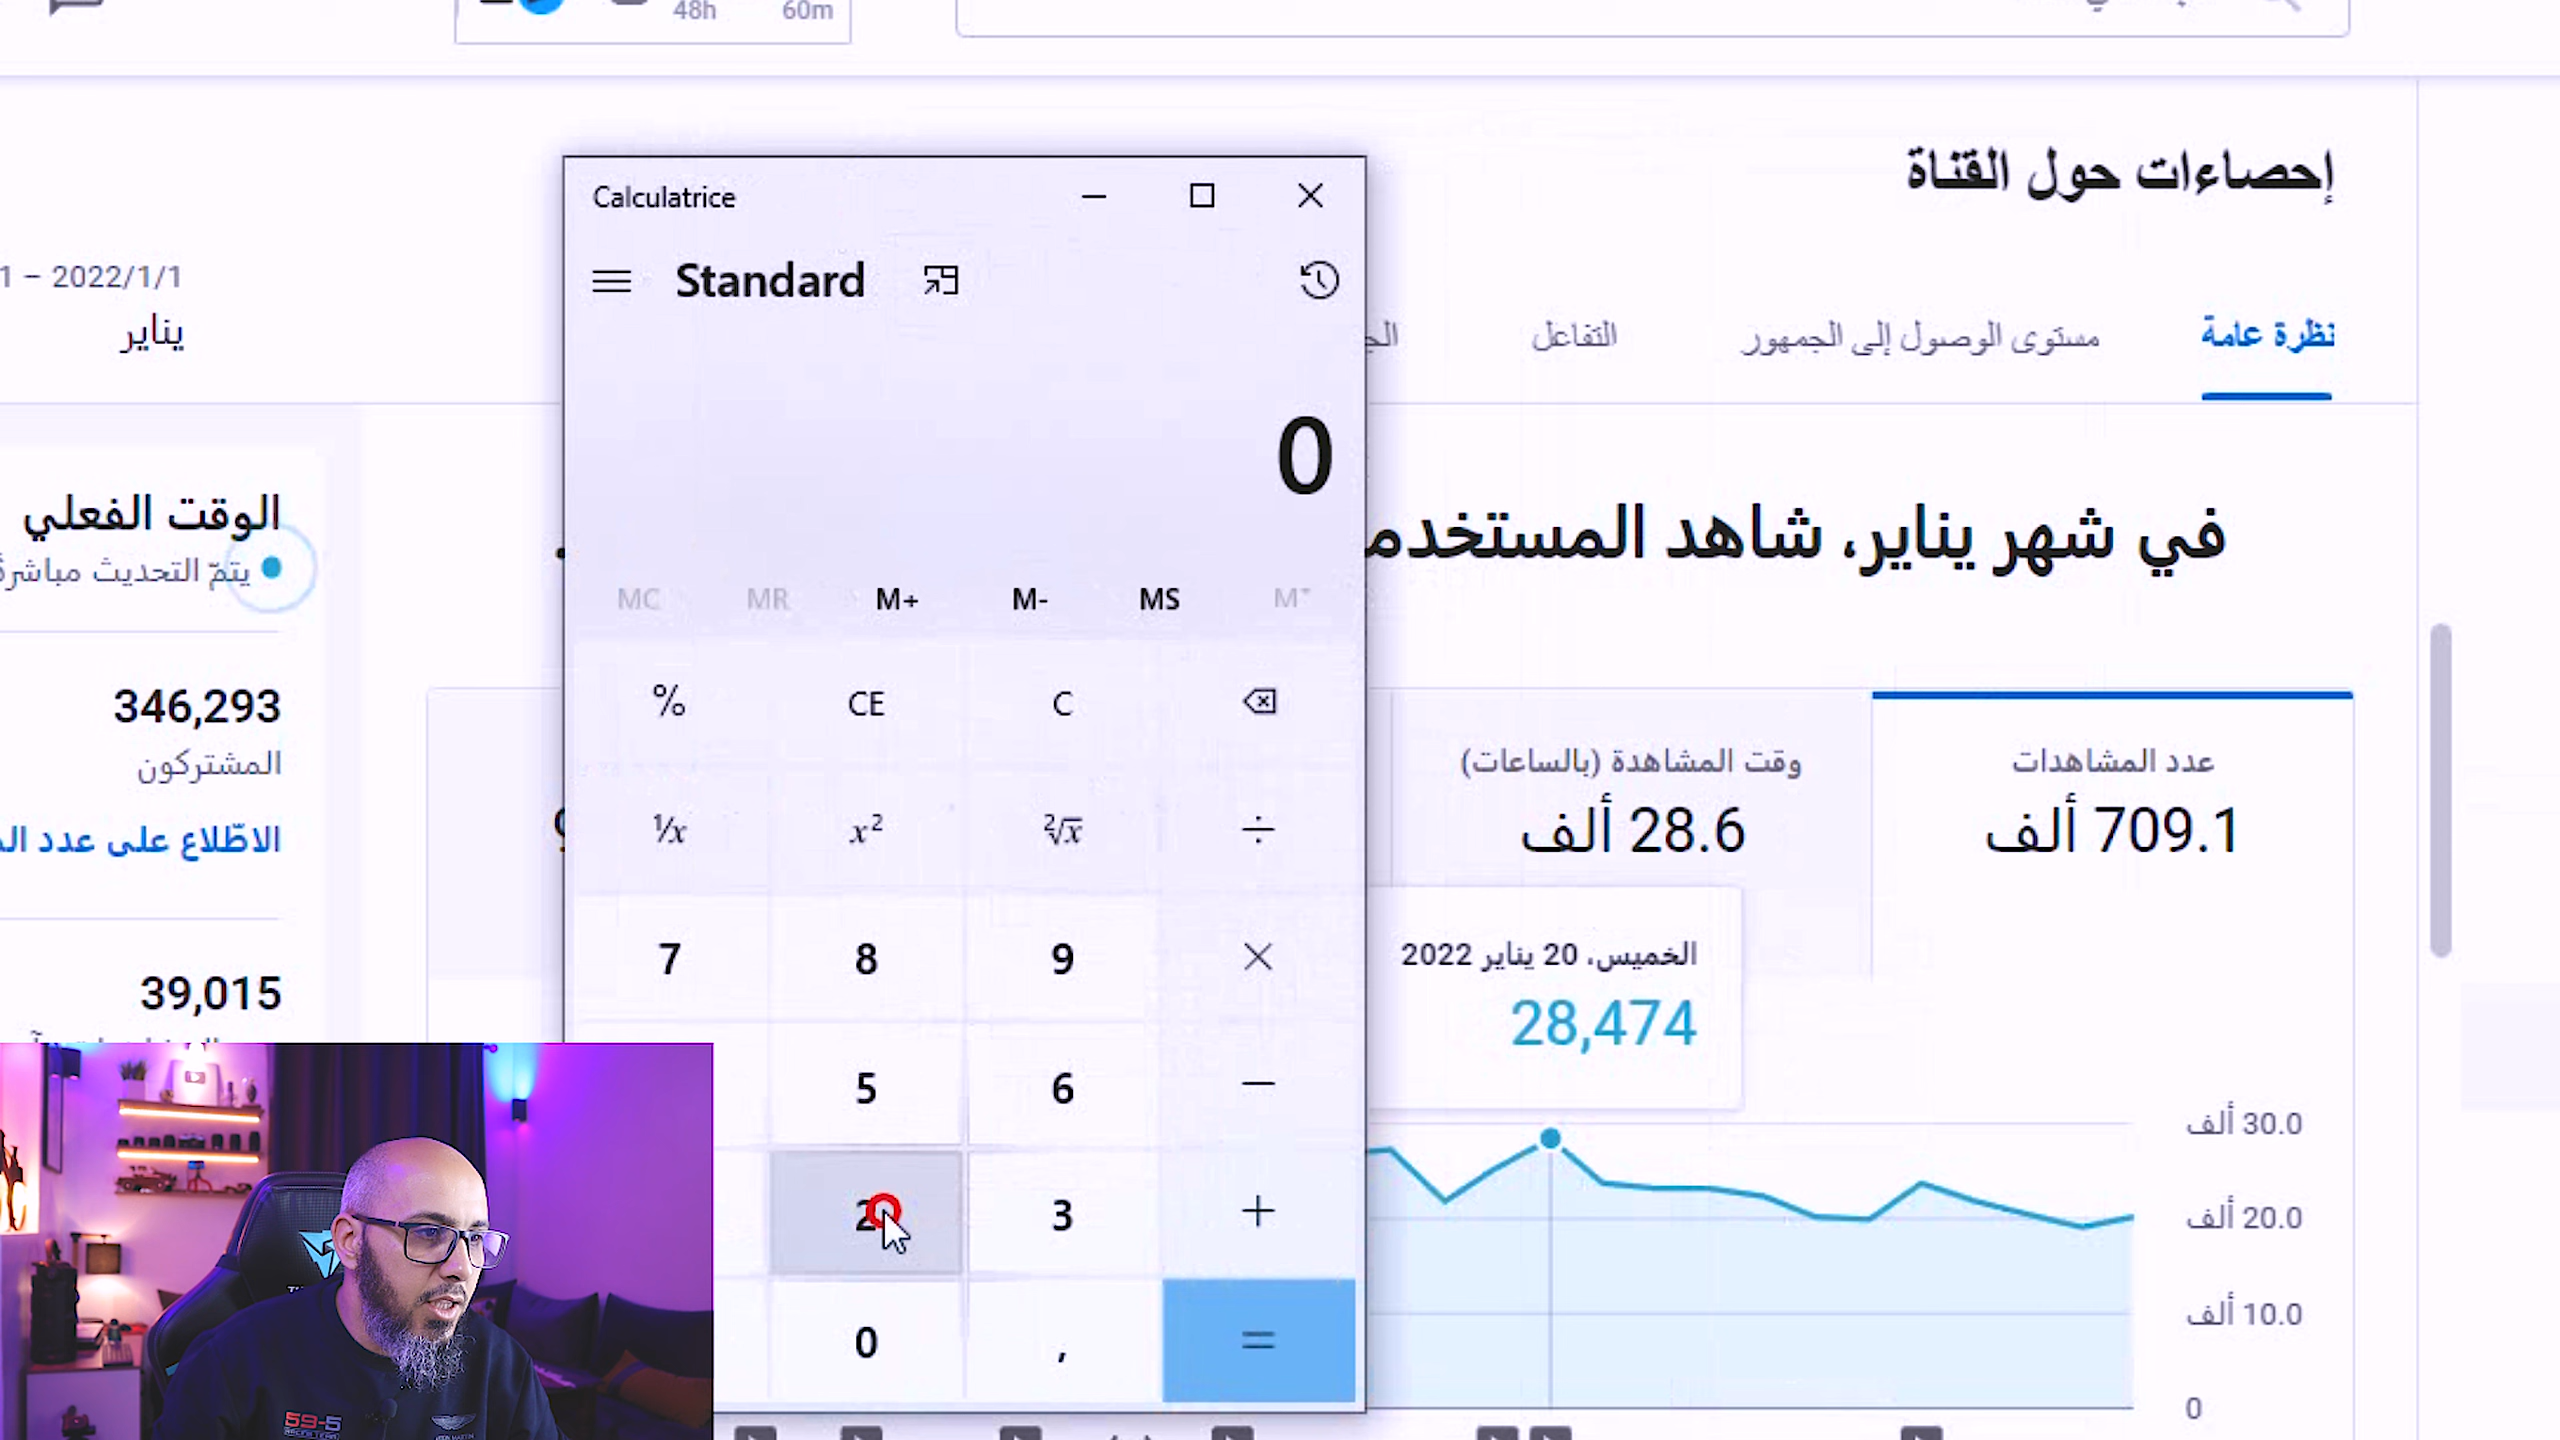 48h
60m
إحصاءات حول القناة
1 – 2022/1/1
يناير
نظرة عامة
مستوى الوصول إلى الجمهور
التفاعل
في شهر يناير، شاهد
الوقت الفعلي
يتمّ التحديث
346,293
المشتركون
الاطّلاع على عدد
39,015
عدد المشاهدات
709.1 ألف
وقت المشاهدة (بالساعات)
28.6 ألف
الخميس، 20 يناير 2022
28,474
30.0 ألف
20.0 ألف
10.0 ألف
0
Calculatrice
Standard
0
MC MR M+ M- MS M
% CE C
¹⁄x x² ²√x ÷
7 8 9 ×
5 6 −
2 3 +
0 , =
59-5